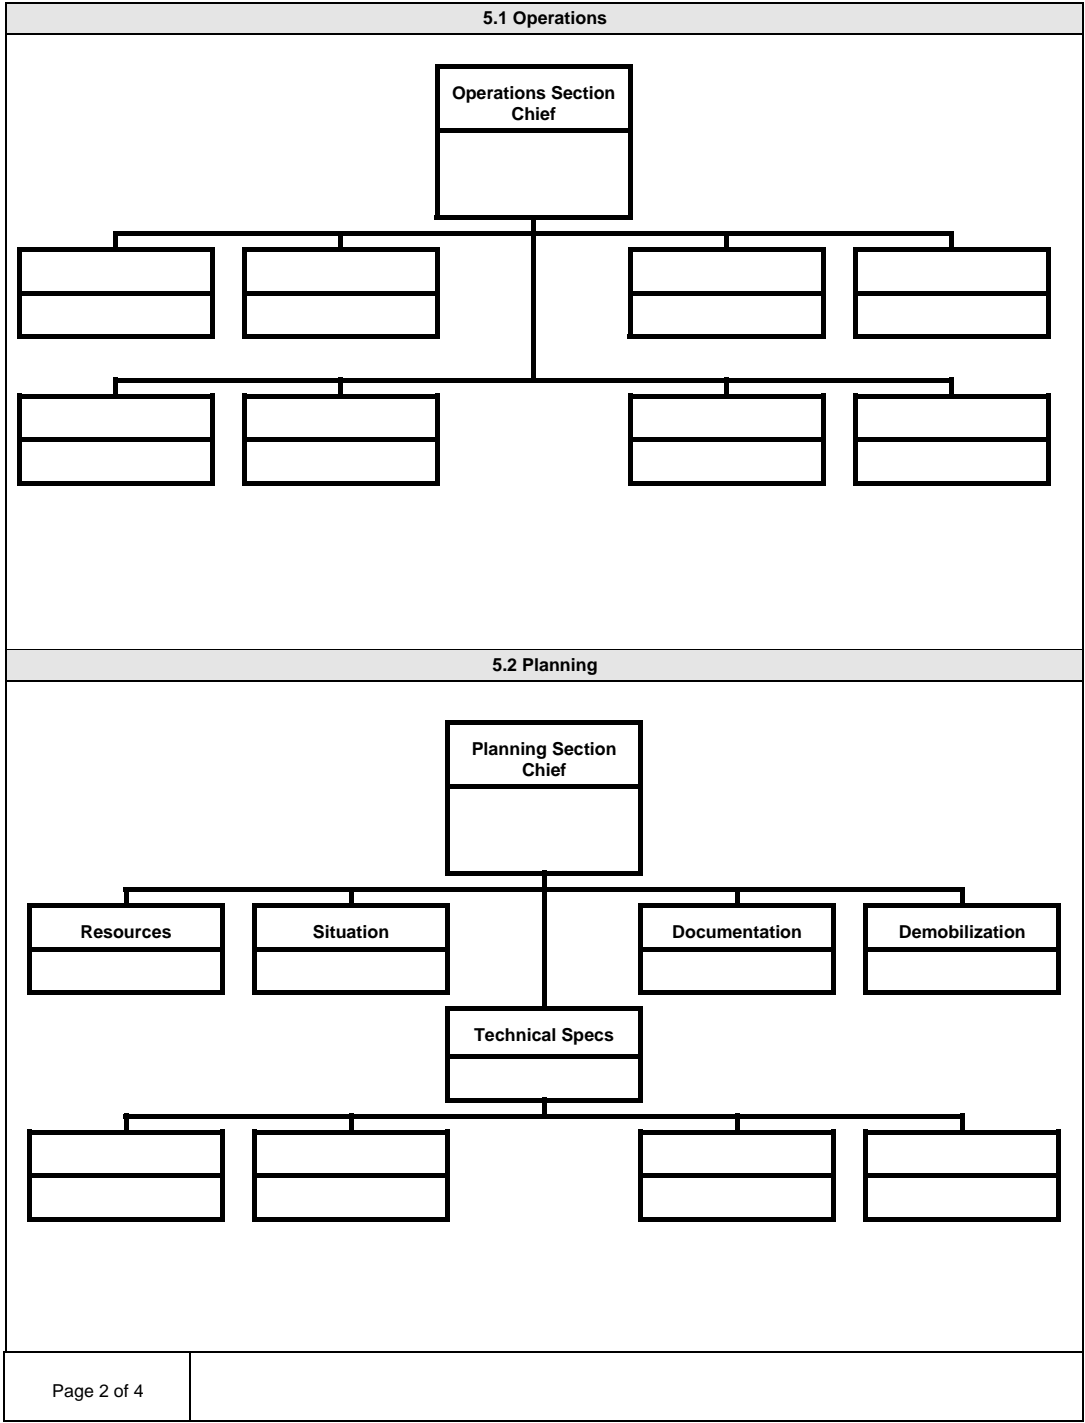 5.1 Operations
Operations Section
Chief
5.2 Planning
Planning Section
Chief
Resources
Situation
Documentation
Demobilization
Technical Specs
Page 2 of 4